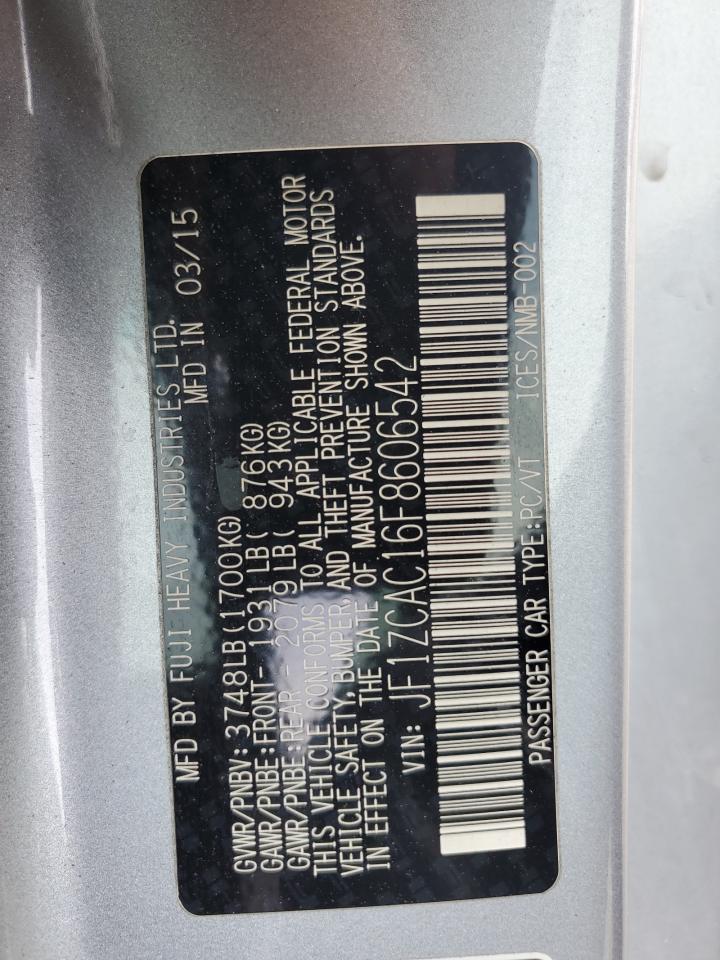 MFD BY FUJI HEAVY INDUSTRIES LTD.
MFD IN 03/15
GVWR/PNBV: 3748LB(1700KG)
GAWR/PNBE:FRONT- 1931LB( 876KG)
GAWR/PNBE:REAR - 2079LB( 943KG)
THIS VEHICLE CONFORMS TO ALL APPLICABLE FEDERAL MOTOR
VEHICLE SAFETY, BUMPER, AND THEFT PREVENTION STANDARDS
IN EFFECT ON THE DATE OF MANUFACTURE SHOWN ABOVE.
VIN: JF1ZCAC16F8606542
PASSENGER CAR TYPE:PC/VT ICES/NMB-002